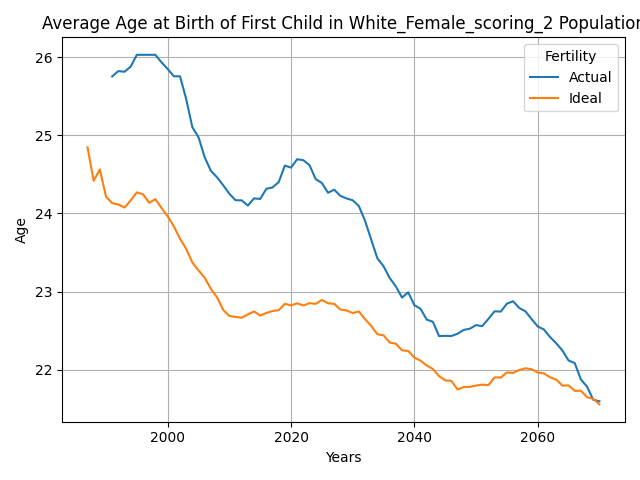 Average Age at Birth of First Child in White_Female_scoring_2 Population
Fertility
Actual
Ideal
26
25
24
23
22
Age
2000
2020
2040
2060
Years